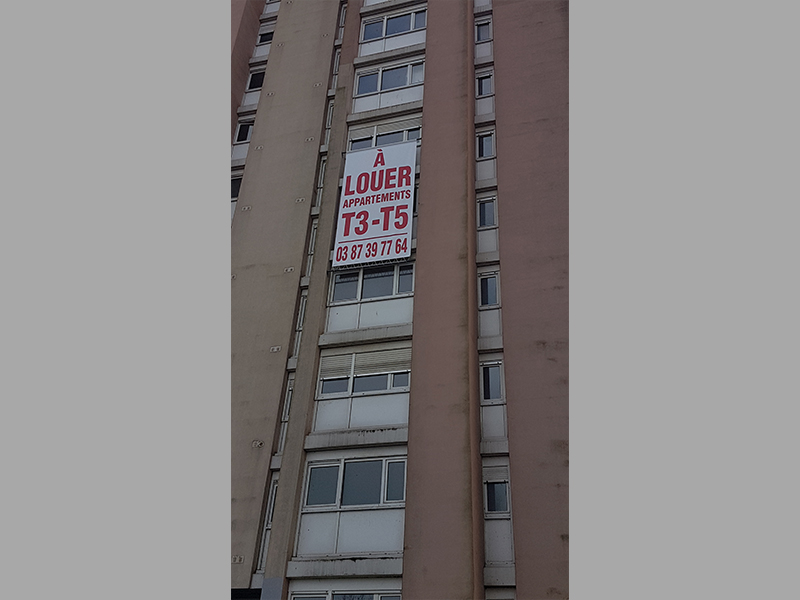 À
LOUER
APPARTEMENTS
T3-T5
03 87 39 77 64